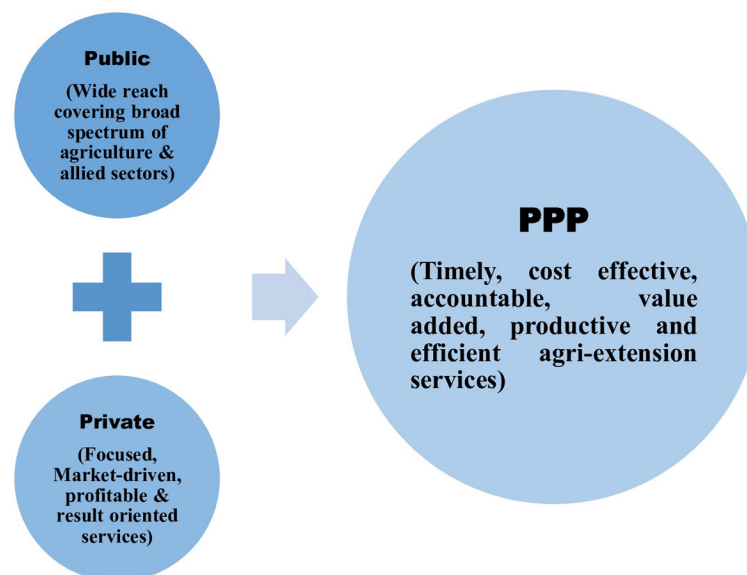 Public
(Wide reach
covering broad
spectrum of
agriculture &
allied sectors)
Private
(Focused,
Market-driven,
profitable &
result oriented
services)
PPP
(Timely, cost effective,
accountable, value
added, productive and
efficient agri-extension
services)